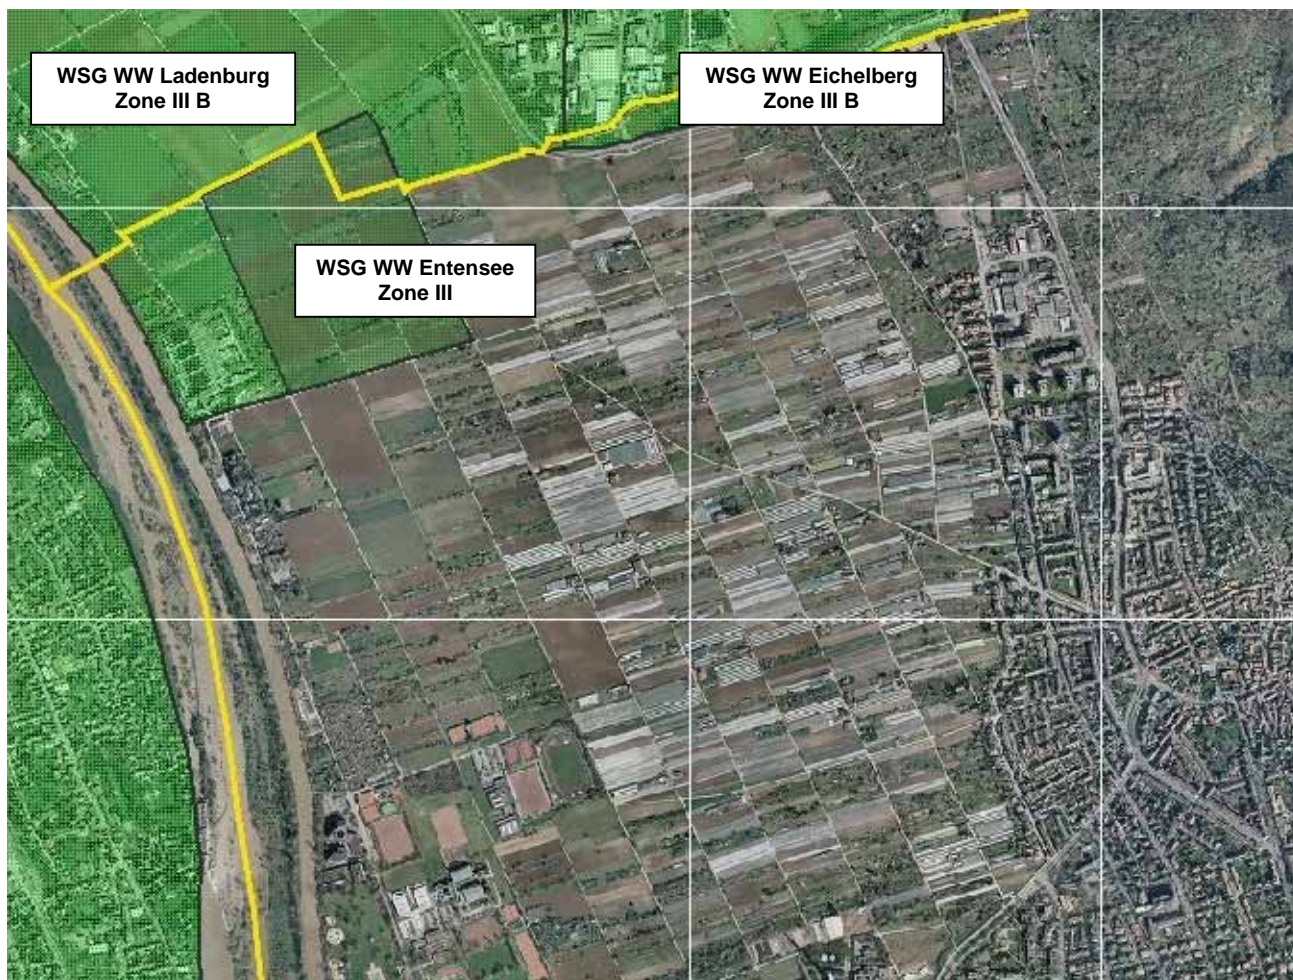 WSG WW Ladenburg
Zone III B
WSG WW Eichelberg
Zone III B
WSG WW Entensee
Zone III